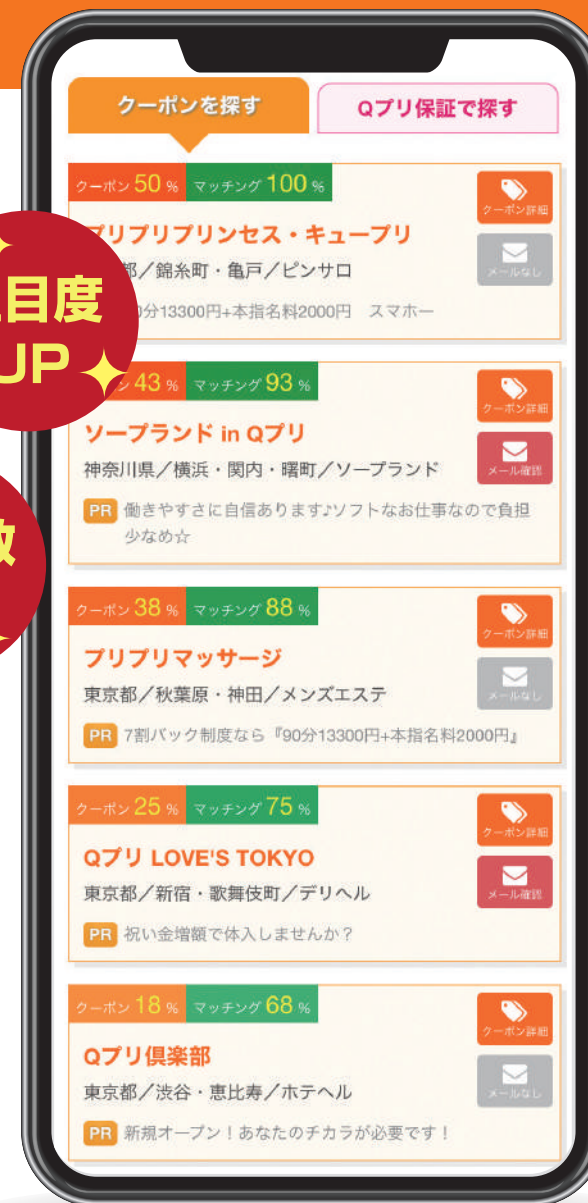 クーポンを探す
Qプリ保証で探す
クーポン 50 % マッチング 100 %
クーポン詳細
プリプリプリンセス・キュープリ
メールなし
部/錦糸町・亀戸/ピンサロ
0分13300円+本指名料2000円 スマホー
目度
UP
43 % マッチング 93 %
クーポン詳細
ソープランド in Qプリ
メール確認
神奈川県/横浜・関内・曙町/ソープランド
PR 働きやすさに自信あります♪ソフトなお仕事なので負担
少なめ☆
クーポン 38 % マッチング 88 %
クーポン詳細
プリプリマッサージ
メールなし
東京都/秋葉原・神田/メンズエステ
PR 7割バック制度なら『90分13300円+本指名料2000円』
クーポン 25 % マッチング 75 %
クーポン詳細
Qプリ LOVE'S TOKYO
メール確認
東京都/新宿・歌舞伎町/デリヘル
PR 祝い金増額で体入しませんか?
クーポン 18 % マッチング 68 %
クーポン詳細
Qプリ倶楽部
メールなし
東京都/渋谷・恵比寿/ホテヘル
PR 新規オープン!あなたのチカラが必要です!